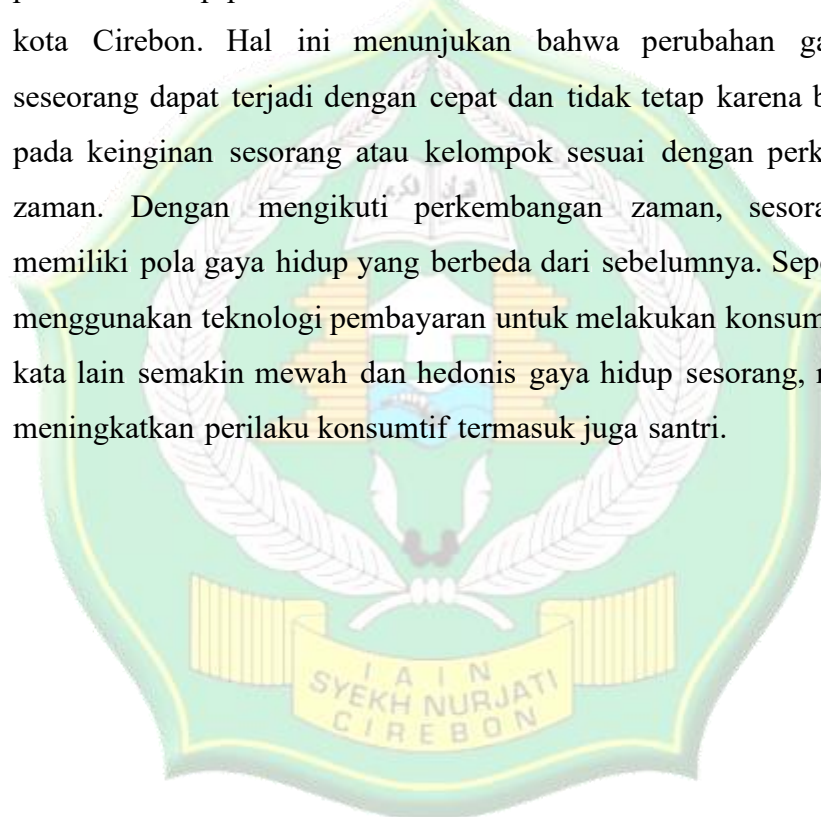 kota Cirebon. Hal ini menunjukan bahwa perubahan
seseorang dapat terjadi dengan cepat dan tidak tetap karena
pada keinginan sesorang atau kelompok sesuai dengan
zaman. Dengan mengikuti perkembangan zaman,
memiliki pola gaya hidup yang berbeda dari sebelumnya.
menggunakan teknologi pembayaran untuk melakukan
kata lain semakin mewah dan hedonis gaya hidup sesorang,
meningkatkan perilaku konsumtif termasuk juga santri.
IAIN
SYEKH NURJATI
CIREBON